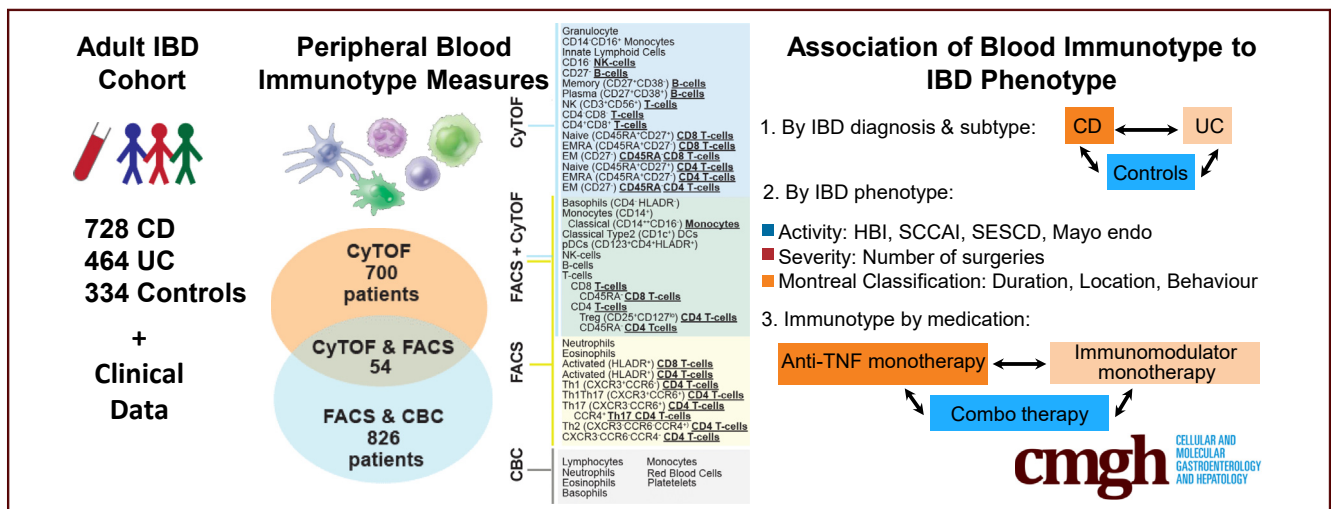 Adult IBD
Cohort
728 CD
464 UC
334 Controls
+
Clinical
Data
Peripheral Blood
Immunotype Measures
CyTOF
700
patients
CyTOF & FACS
54
FACS & CBC
826
patients
CyTOF
Granulocyte
CD14⁻CD16⁺ Monocytes
Innate Lymphoid Cells
CD16⁻ NK-cells
CD27⁻ B-cells
Memory (CD27⁺CD38⁻) B-cells
Plasma (CD27⁺CD38⁺) B-cells
NK (CD3⁺CD56⁺) T-cells
CD4⁻CD8⁻ T-cells
CD4⁺CD8⁺ T-cells
Naive (CD45RA⁺CD27⁺) CD8 T-cells
EMRA (CD45RA⁺CD27⁻) CD8 T-cells
EM (CD27⁻) CD45RA⁻CD8 T-cells
Naive (CD45RA⁺CD27⁺) CD4 T-cells
EMRA (CD45RA⁺CD27⁻) CD4 T-cells
EM (CD27⁻) CD45RA⁻CD4 T-cells
FACS + CyTOF
Basophils (CD4⁻HLADR⁻)
Monocytes (CD14⁺)
Classical (CD14⁺⁺CD16⁻) Monocytes
Classical Type2 (CD1c⁺) DCs
pDCs (CD123⁺CD4⁺HLADR⁺)
NK-cells
B-cells
T-cells
CD8 T-cells
CD45RA⁻CD8 T-cells
CD4 T-cells
Treg (CD25⁺CD127ˡᵒ) CD4 T-cells
CD45RA⁻CD4 Tcells
FACS
Neutrophils
Eosinophils
Activated (HLADR⁺) CD8 T-cells
Activated (HLADR⁺) CD4 T-cells
Th1 (CXCR3⁺CCR6⁻) CD4 T-cells
Th1Th17 (CXCR3⁺CCR6⁺) CD4 T-cells
Th17 (CXCR3⁻CCR6⁺) CD4 T-cells
CCR4⁺ Th17 CD4 T-cells
Th2 (CXCR3⁻CCR6⁻CCR4⁺) CD4 T-cells
CXCR3⁻CCR6⁻CCR4⁻ CD4 T-cells
CBC
Lymphocytes Monocytes
Neutrophils Red Blood Cells
Eosinophils Platelets
Basophils
Association of Blood Immunotype to
IBD Phenotype
1. By IBD diagnosis & subtype:
CD
UC
Controls
2. By IBD phenotype:
Activity: HBI, SCCAI, SESCD, Mayo endo
Severity: Number of surgeries
Montreal Classification: Duration, Location, Behaviour
3. Immunotype by medication:
Anti-TNF monotherapy
Immunomodulator
monotherapy
Combo therapy
cmgh
CELLULAR AND
MOLECULAR
GASTROENTEROLOGY
AND HEPATOLOGY